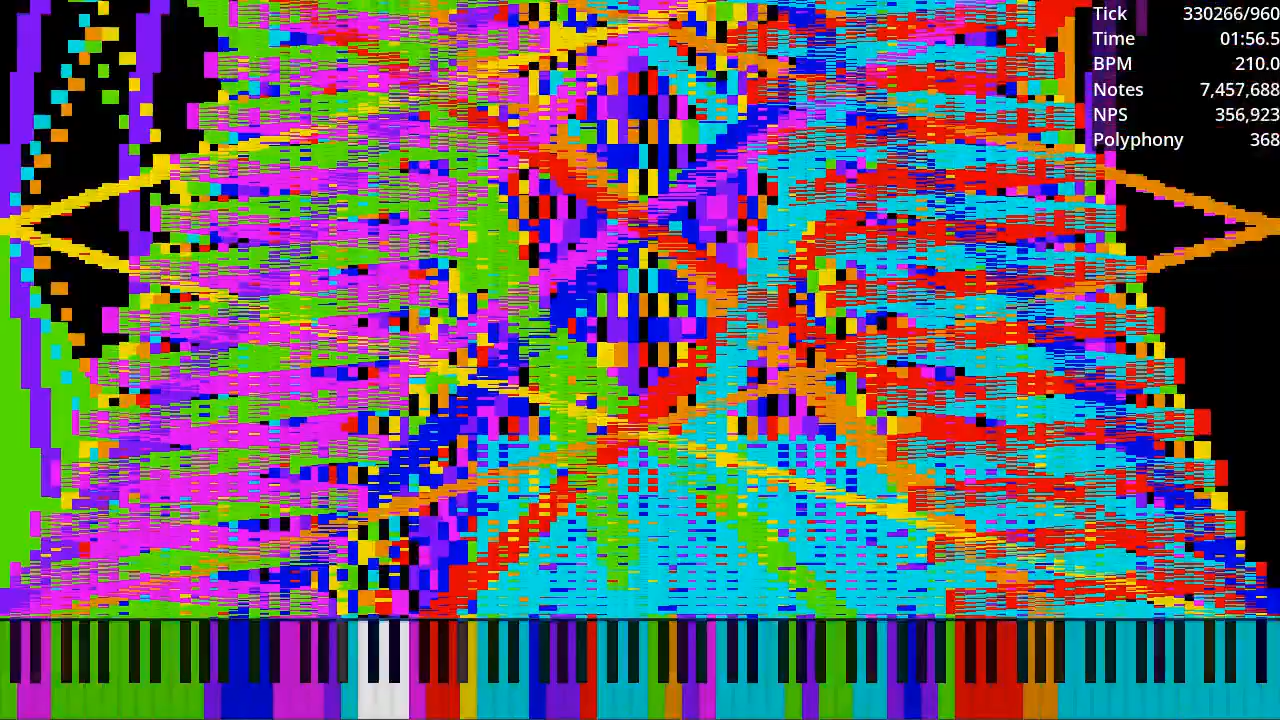 Tick 330266/960
Time 01:56.5
BPM 210.0
Notes 7,457,688
NPS 356,923
Polyphony 368